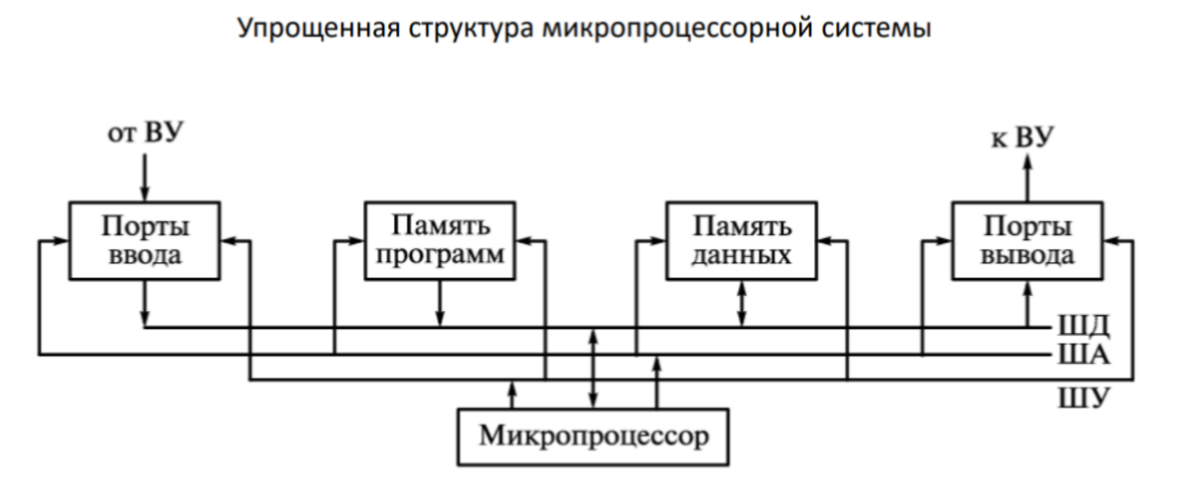 Упрощенная структура микропроцессорной системы
от ВУ
к ВУ
Порты
ввода
Память
программ
Память
данных
Порты
вывода
ШД
ША
ШУ
Микропроцессор